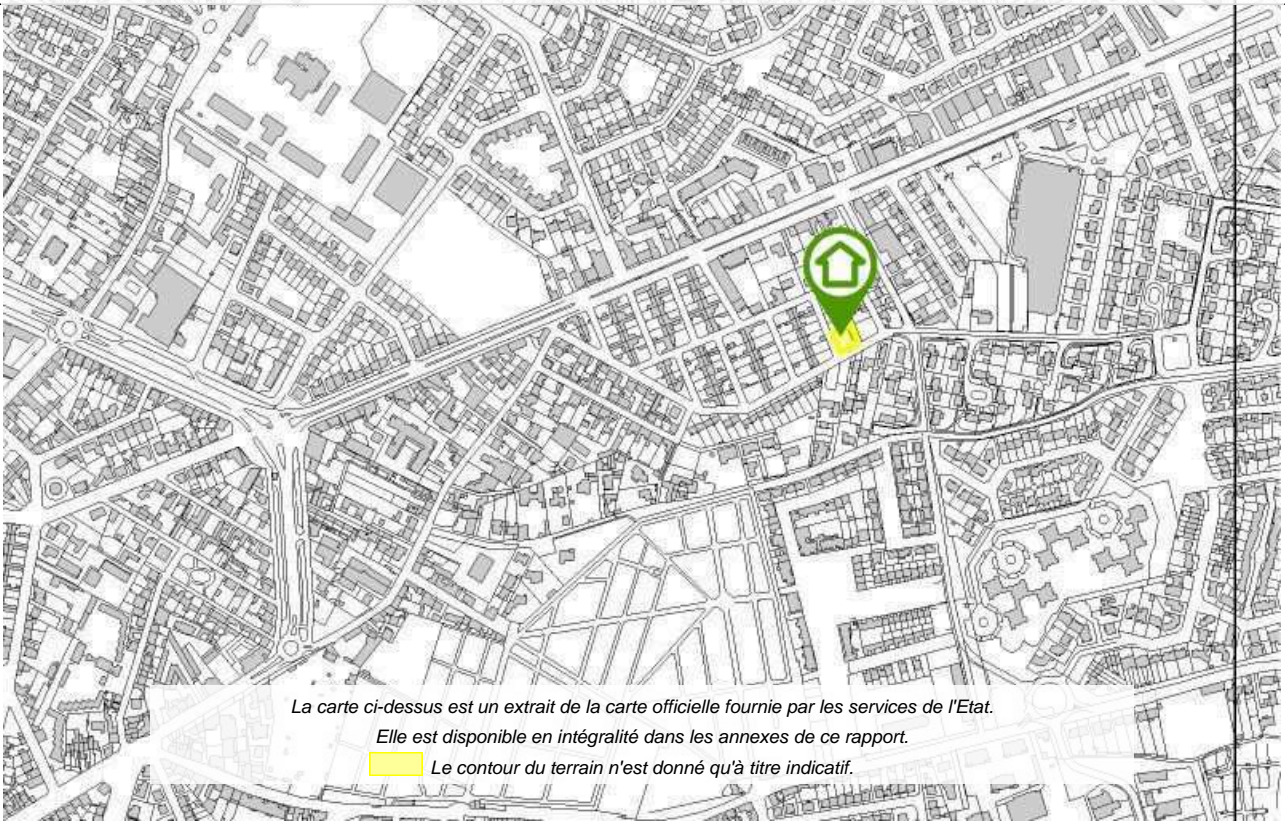 La carte ci-dessus est un extrait de la carte officielle fournie par les services de l'Etat.
Elle est disponible en intégralité dans les annexes de ce rapport.
Le contour du terrain n'est donné qu'à titre indicatif.